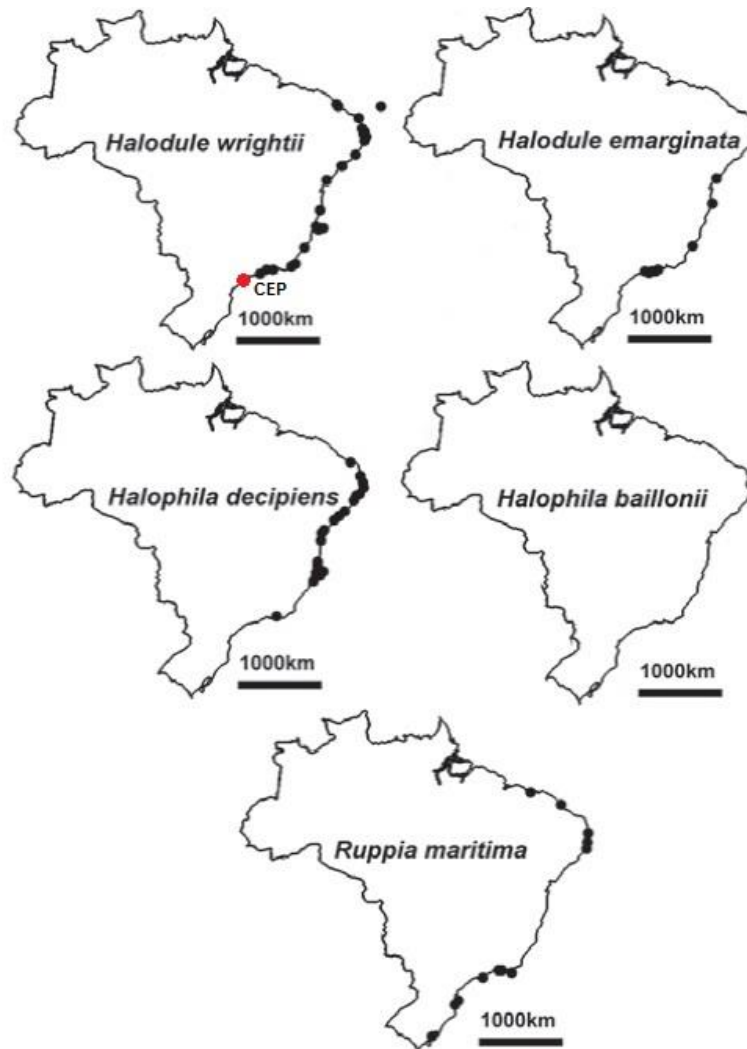 Halodule wrightii
CEP
1000km
Halodule emarginata
1000km
Halophila decipiens
1000km
Halophila baillonii
1000km
Ruppia maritima
1000km